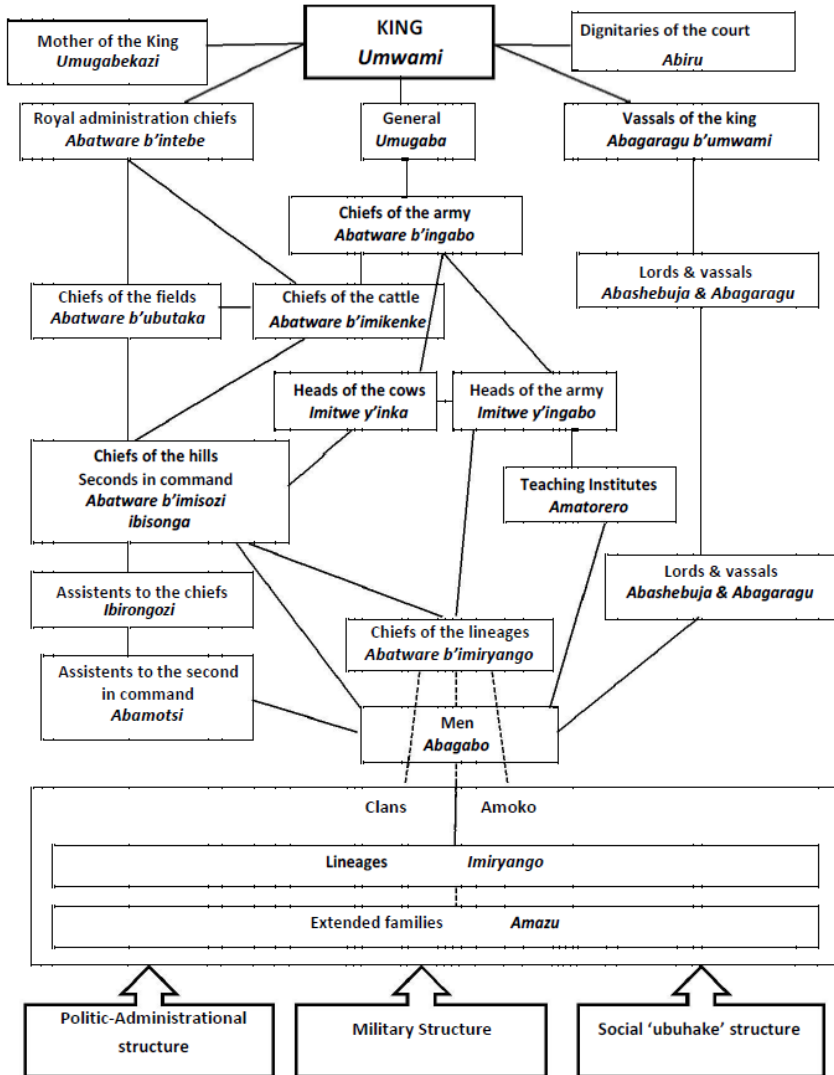 KING
Umwami
Mother of the King
Umugabekazi
Dignitaries of the court
Abiru
Royal administration chiefs
Abatware b’intebe
General
Umugaba
Vassals of the king
Abagaragu b’umwami
Chiefs of the army
Abatware b’ingabo
Lords & vassals
Abashebuja & Abagaragu
Chiefs of the fields
Abatware b’ubutaka
Chiefs of the cattle
Abatware b’imikenke
Heads of the cows
Imitwe y’inka
Heads of the army
Imitwe y’ingabo
Chiefs of the hills
Seconds in command
Abatware b’imisozi
ibisonga
Teaching Institutes
Amatorero
Lords & vassals
Abashebuja & Abagaragu
Assistents to the chiefs
Ibirongozi
Chiefs of the lineages
Abatware b’imiryango
Assistents to the second
in command
Abamotsi
Men
Abagabo
Clans Amoko
Lineages Imiryango
Extended families Amazu
Politic-Administrational
structure
Military Structure
Social ‘ubuhake’ structure